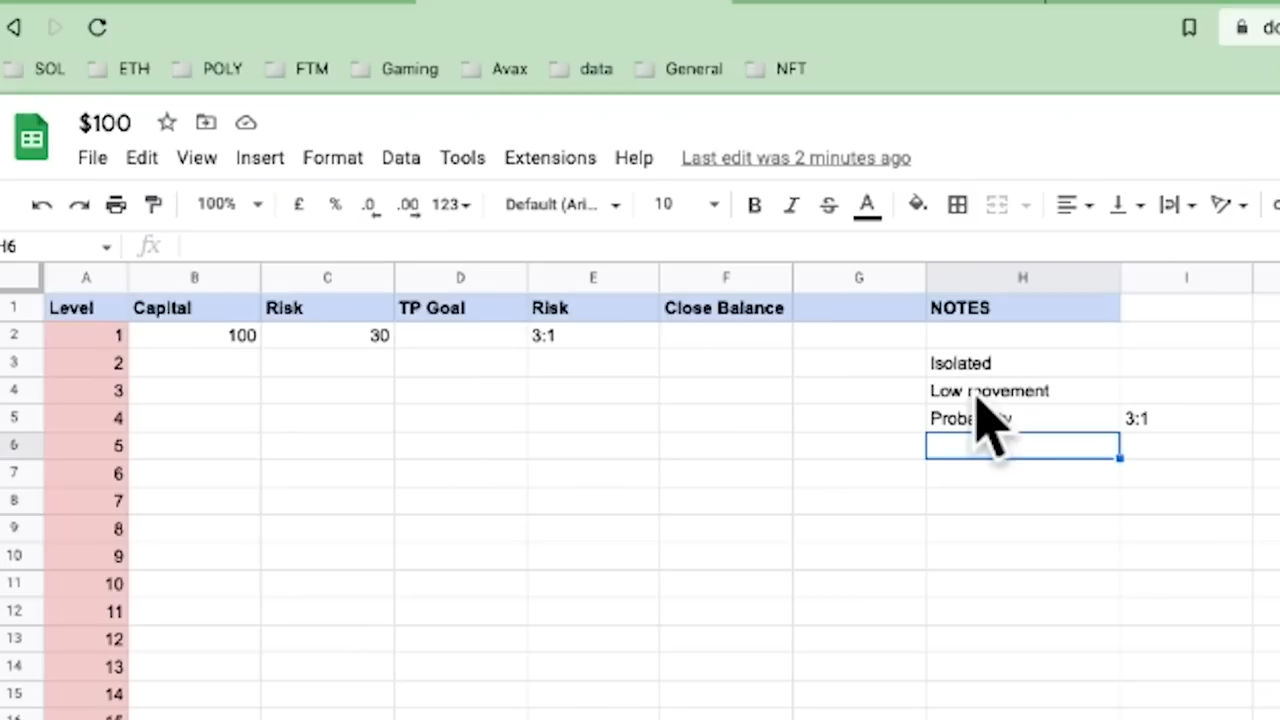 SOL ETH POLY FTM Gaming Avax data General NFT
$100
File Edit View Insert Format Data Tools Extensions Help Last edit was 2 minutes ago
100% £ % .0 .00 123 Default (Ari... 10 B I S A
H6 fx
A B C D E F G H I
1 Level Capital Risk TP Goal Risk Close Balance NOTES
2 1 100 30 3:1
3 2 Isolated
4 3 Low movement
5 4 3:1
6 5
7 6
8 7
9 8
10 9
11 10
12 11
13 12
14 13
15 14